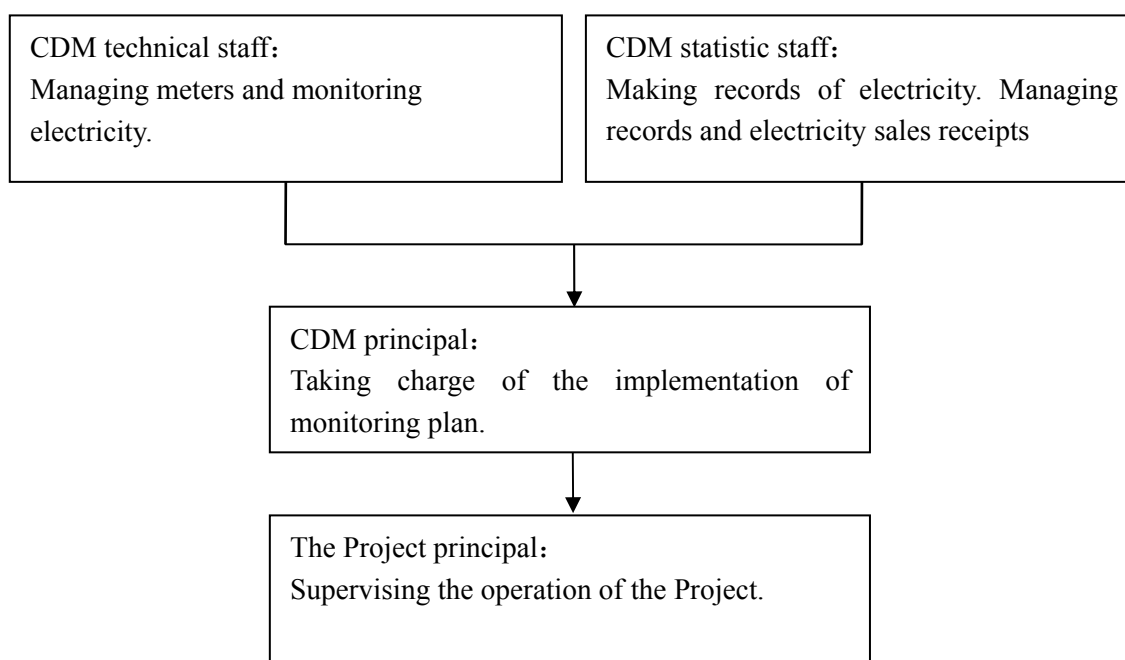 CDM technical staff：
Managing meters and monitoring
electricity.
CDM statistic staff：
Making records of electricity. Managing
records and electricity sales receipts
CDM principal：
Taking charge of the implementation of
monitoring plan.
The Project principal：
Supervising the operation of the Project.